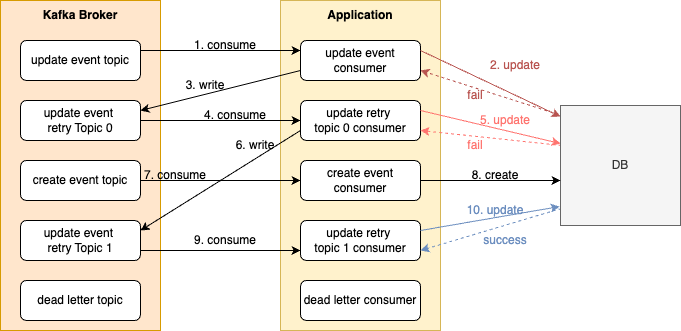 Kafka Broker
Application
update event topic
1. consume
update event
consumer
2. update
fail
3. write
update event
retry Topic 0
4. consume
update retry
topic 0 consumer
5. update
fail
6. write
DB
create event topic
7. consume
create event
consumer
8. create
update event
retry Topic 1
9. consume
update retry
topic 1 consumer
10. update
success
dead letter topic
dead letter consumer